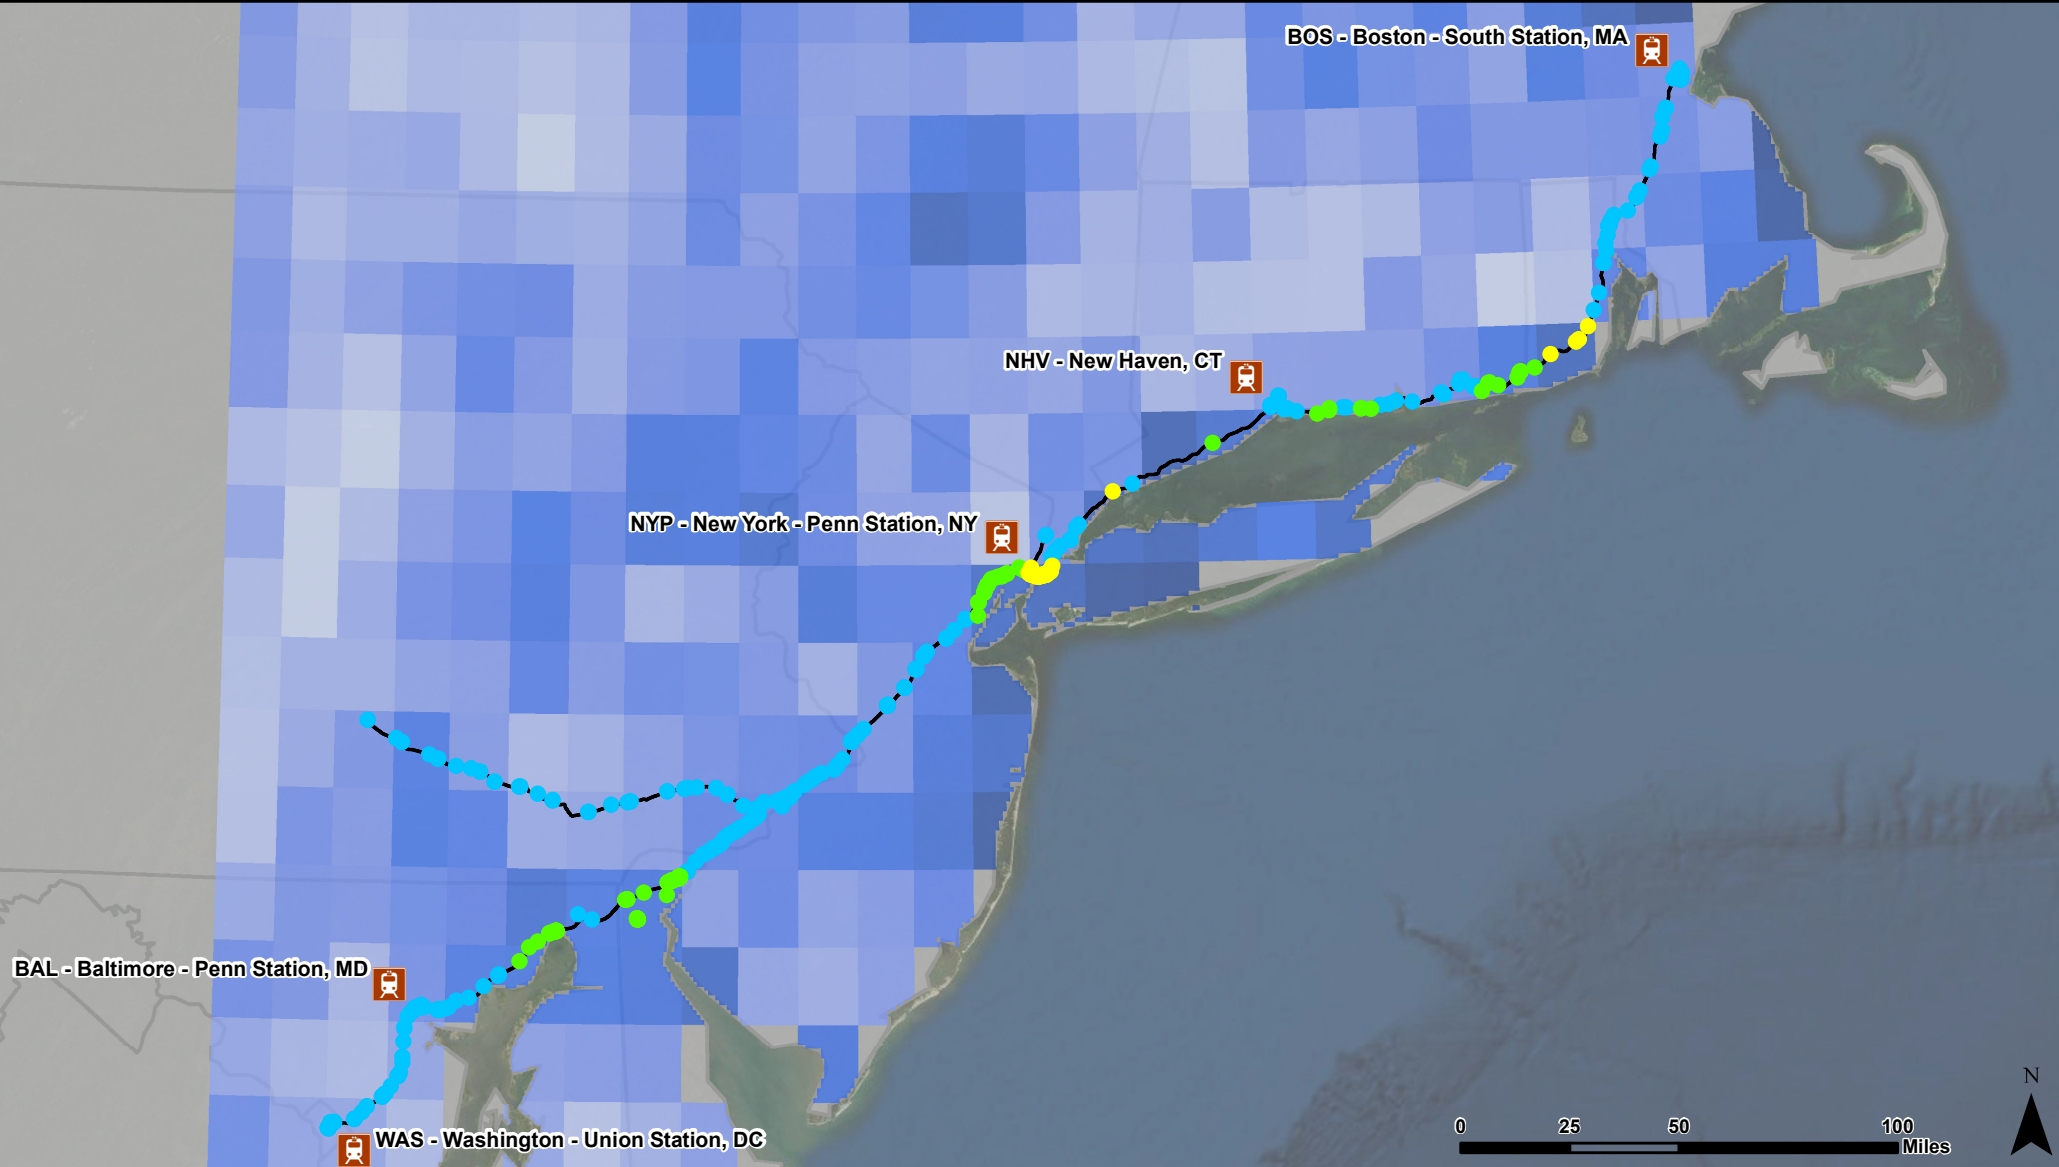 BOS - Boston - South Station, MA
NHV - New Haven, CT
NYP - New York - Penn Station, NY
BAL - Baltimore - Penn Station, MD
WAS - Washington - Union Station, DC
N
0 25 50 100
Miles